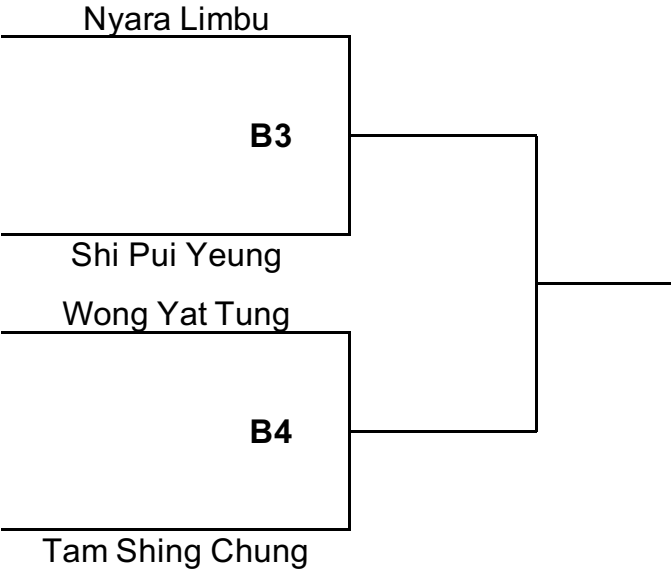 Nyara Limbu
B3
Shi Pui Yeung
Wong Yat Tung
B4
Tam Shing Chung